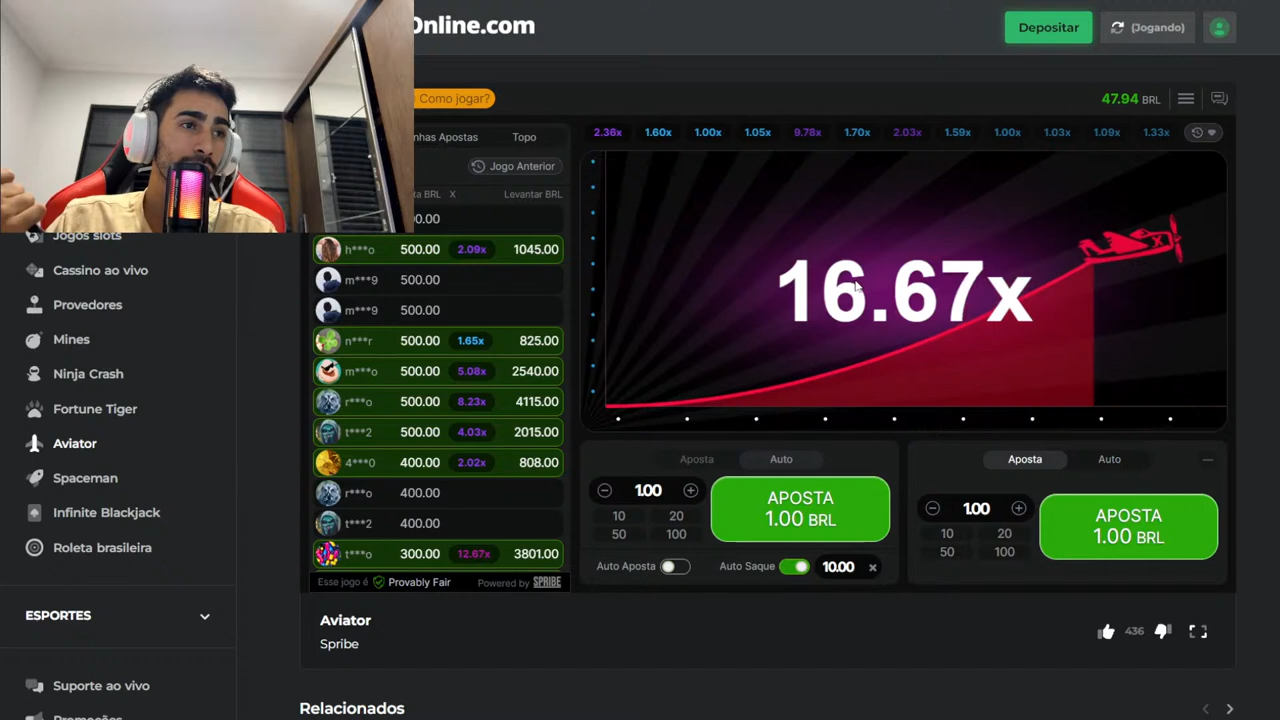 Online.com
Depositar
(Jogando)
Como jogar?
47.94 BRL
nhas Apostas
Topo
2.36x 1.60x 1.00x 1.05x 9.78x 1.70x 2.03x 1.59x 1.00x 1.03x 1.09x 1.33x
Jogo Anterior
BRL X Levantar BRL
00.00
h***o 500.00 2.09x 1045.00
m***9 500.00
m***9 500.00
n***r 500.00 1.65x 825.00
m***o 500.00 5.08x 2540.00
r***o 500.00 8.23x 4115.00
t***2 500.00 4.03x 2015.00
4***0 400.00 2.02x 808.00
r***o 400.00
t***2 400.00
t***o 300.00 12.67x 3801.00
Esse jogo é Provably Fair Powered by SPRIBE
16.67x
Aposta Auto
1.00
10 20
50 100
APOSTA
1.00 BRL
Auto Aposta Auto Saque 10.00 x
Aposta Auto
1.00
10 20
50 100
APOSTA
1.00 BRL
Jogos slots
Cassino ao vivo
Provedores
Mines
Ninja Crash
Fortune Tiger
Aviator
Spaceman
Infinite Blackjack
Roleta brasileira
ESPORTES
Suporte ao vivo
Aviator
Spribe
436
Relacionados